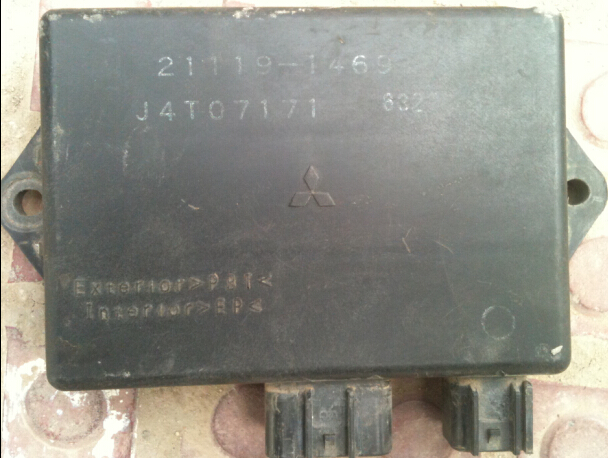 21119-1469
J4T07171 632
Exterior>PBT<
Interior>EP<